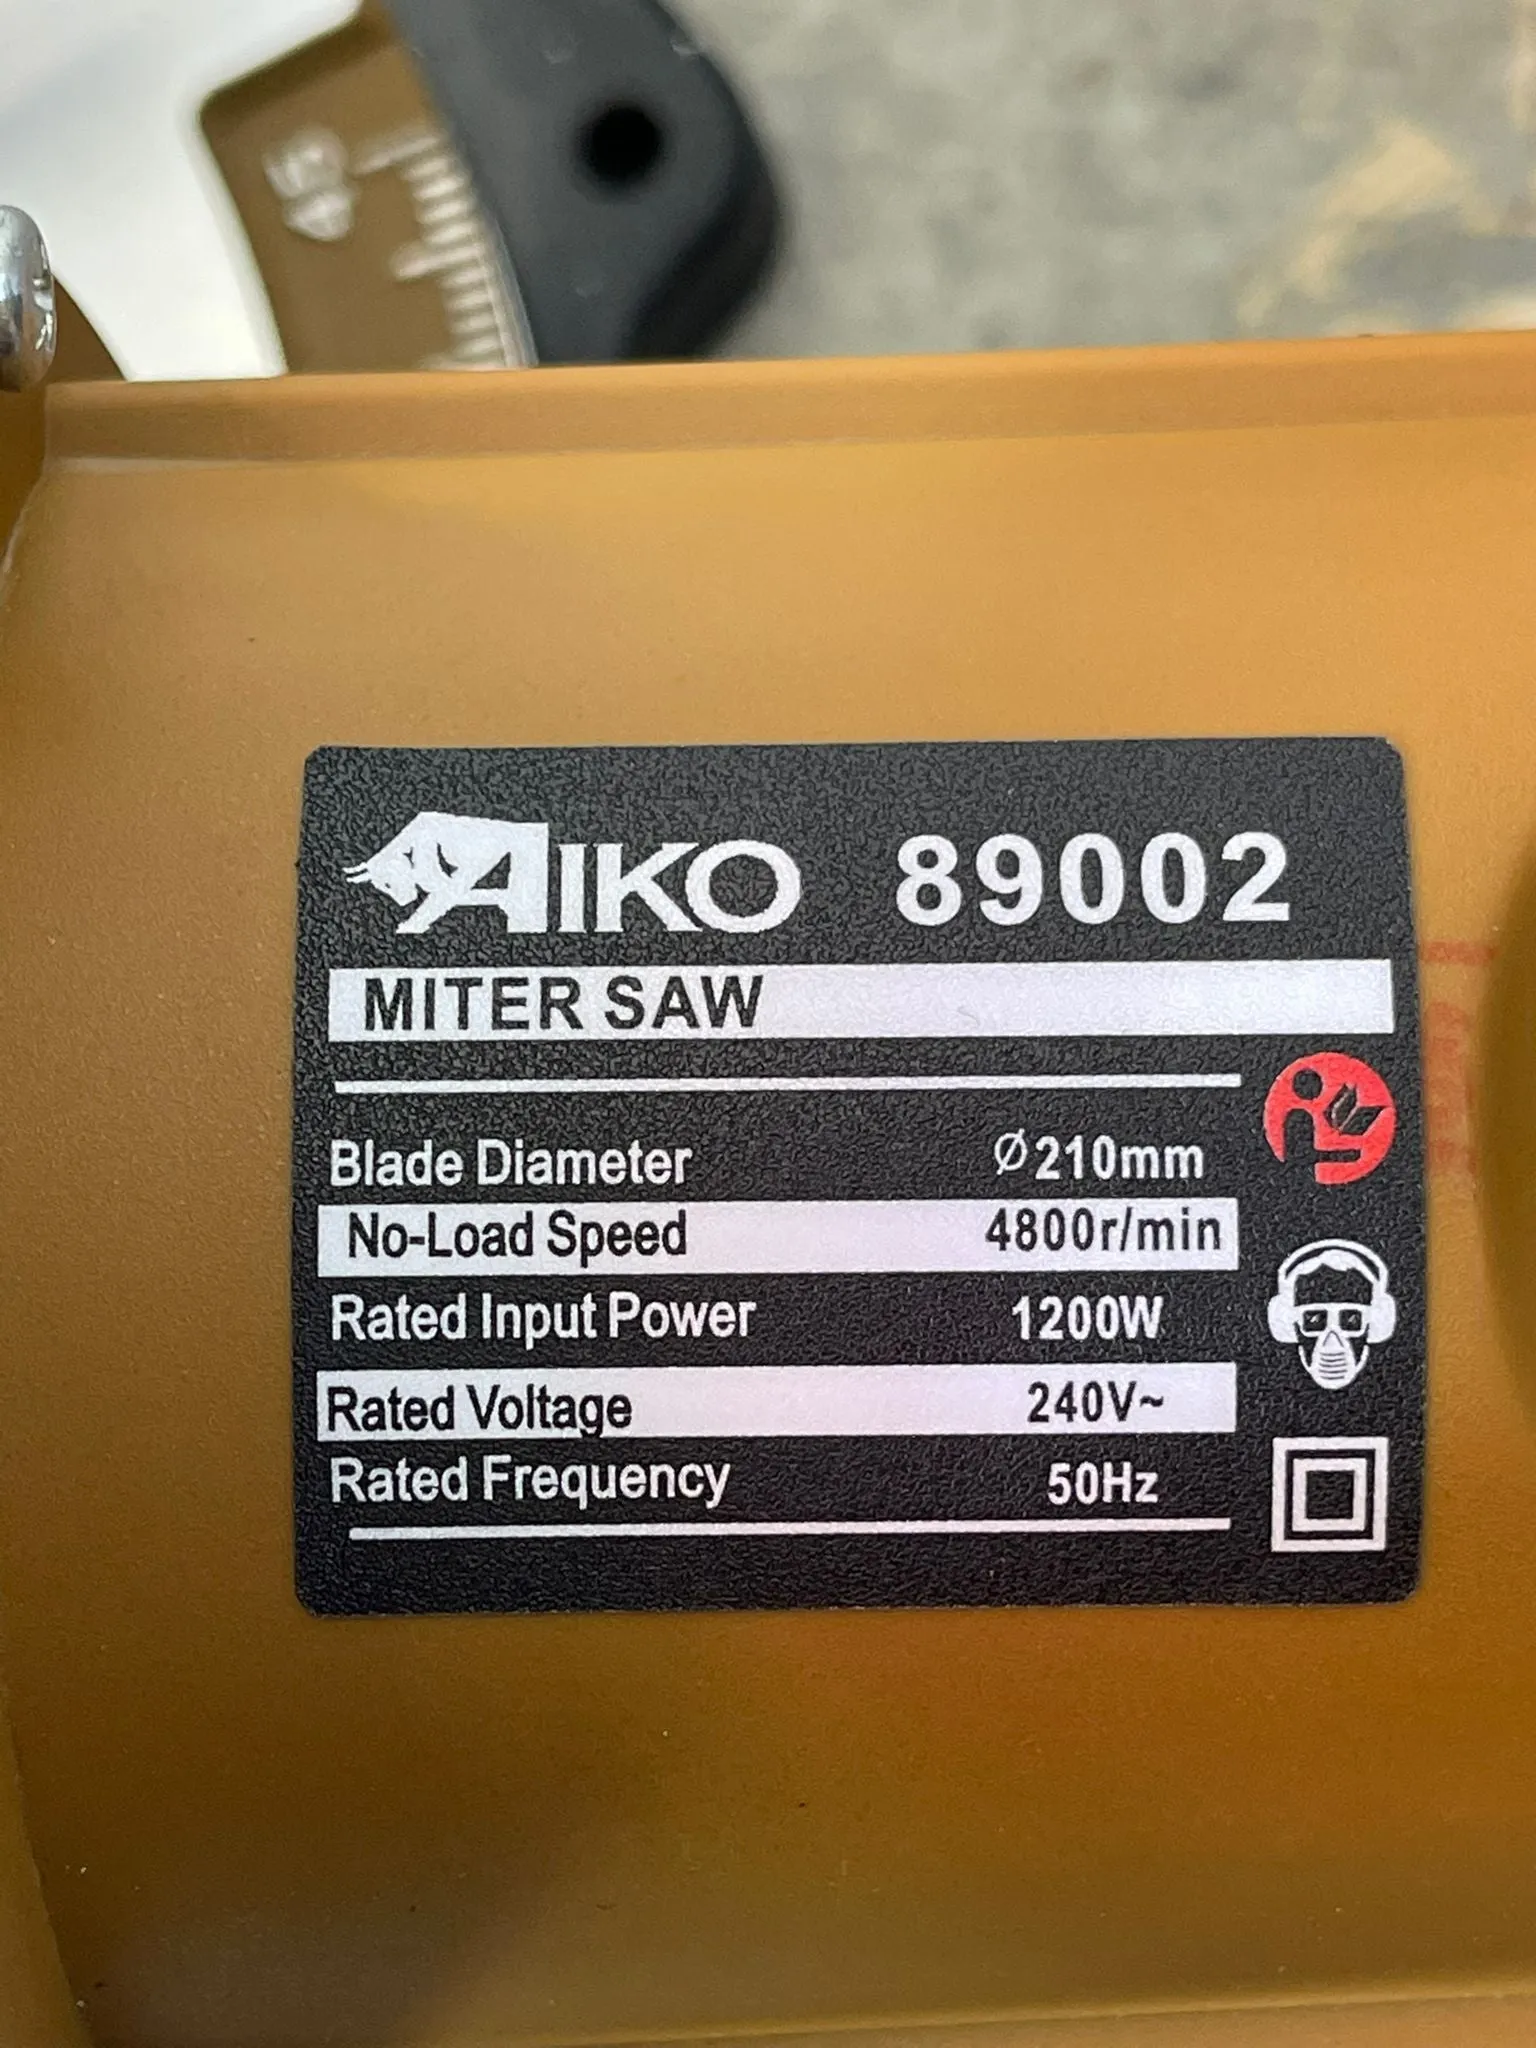 45
AIKO 89002
MITER SAW
Blade Diameter Ø210mm
No-Load Speed 4800r/min
Rated Input Power 1200W
Rated Voltage 240V~
Rated Frequency 50Hz